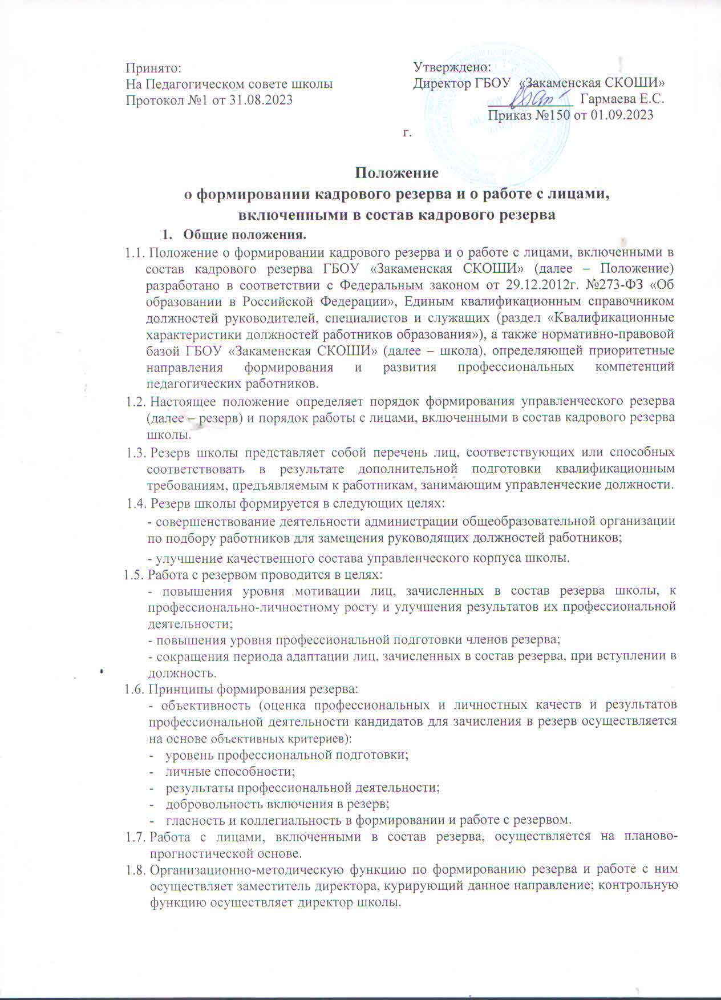 Принято:
На Педагогическом совете школы
Протокол №1 от 31.08.2023
Утверждено:
Директор ГБОУ «Закаменская СКОШИ»
Гармаева Е.С.
Приказ №150 от 01.09.2023
г.
Положение
о формировании кадрового резерва и о работе с лицами,
включенными в состав кадрового резерва
1. Общие положения.
1.1. Положение о формировании кадрового резерва и о работе с лицами, включенными в
состав кадрового резерва ГБОУ «Закаменская СКОШИ» (далее – Положение)
разработано в соответствии с Федеральным законом от 29.12.2012г. №273-ФЗ «Об
образовании в Российской Федерации», Единым квалификационным справочником
должностей руководителей, специалистов и служащих (раздел «Квалификационные
характеристики должностей работников образования»), а также нормативно-правовой
базой ГБОУ «Закаменская СКОШИ» (далее – школа), определяющей приоритетные
направления формирования и развития профессиональных компетенций
педагогических работников.
1.2. Настоящее положение определяет порядок формирования управленческого резерва
(далее – резерв) и порядок работы с лицами, включенными в состав кадрового резерва
школы.
1.3. Резерв школы представляет собой перечень лиц, соответствующих или способных
соответствовать в результате дополнительной подготовки квалификационным
требованиям, предъявляемым к работникам, занимающим управленческие должности.
1.4. Резерв школы формируется в следующих целях:
- совершенствование деятельности администрации общеобразовательной организации
по подбору работников для замещения руководящих должностей работников;
- улучшение качественного состава управленческого корпуса школы.
1.5. Работа с резервом проводится в целях:
- повышения уровня мотивации лиц, зачисленных в состав резерва школы, к
профессионально-личностному росту и улучшения результатов их профессиональной
деятельности;
- повышения уровня профессиональной подготовки членов резерва;
- сокращения периода адаптации лиц, зачисленных в состав резерва, при вступлении в
должность.
1.6. Принципы формирования резерва:
- объективность (оценка профессиональных и личностных качеств и результатов
профессиональной деятельности кандидатов для зачисления в резерв осуществляется
на основе объективных критериев):
- уровень профессиональной подготовки;
- личные способности;
- результаты профессиональной деятельности;
- добровольность включения в резерв;
- гласность и коллегиальность в формировании и работе с резервом.
1.7. Работа с лицами, включенными в состав резерва, осуществляется на планово-
прогностической основе.
1.8. Организационно-методическую функцию по формированию резерва и работе с ним
осуществляет заместитель директора, курирующий данное направление; контрольную
функцию осуществляет директор школы.